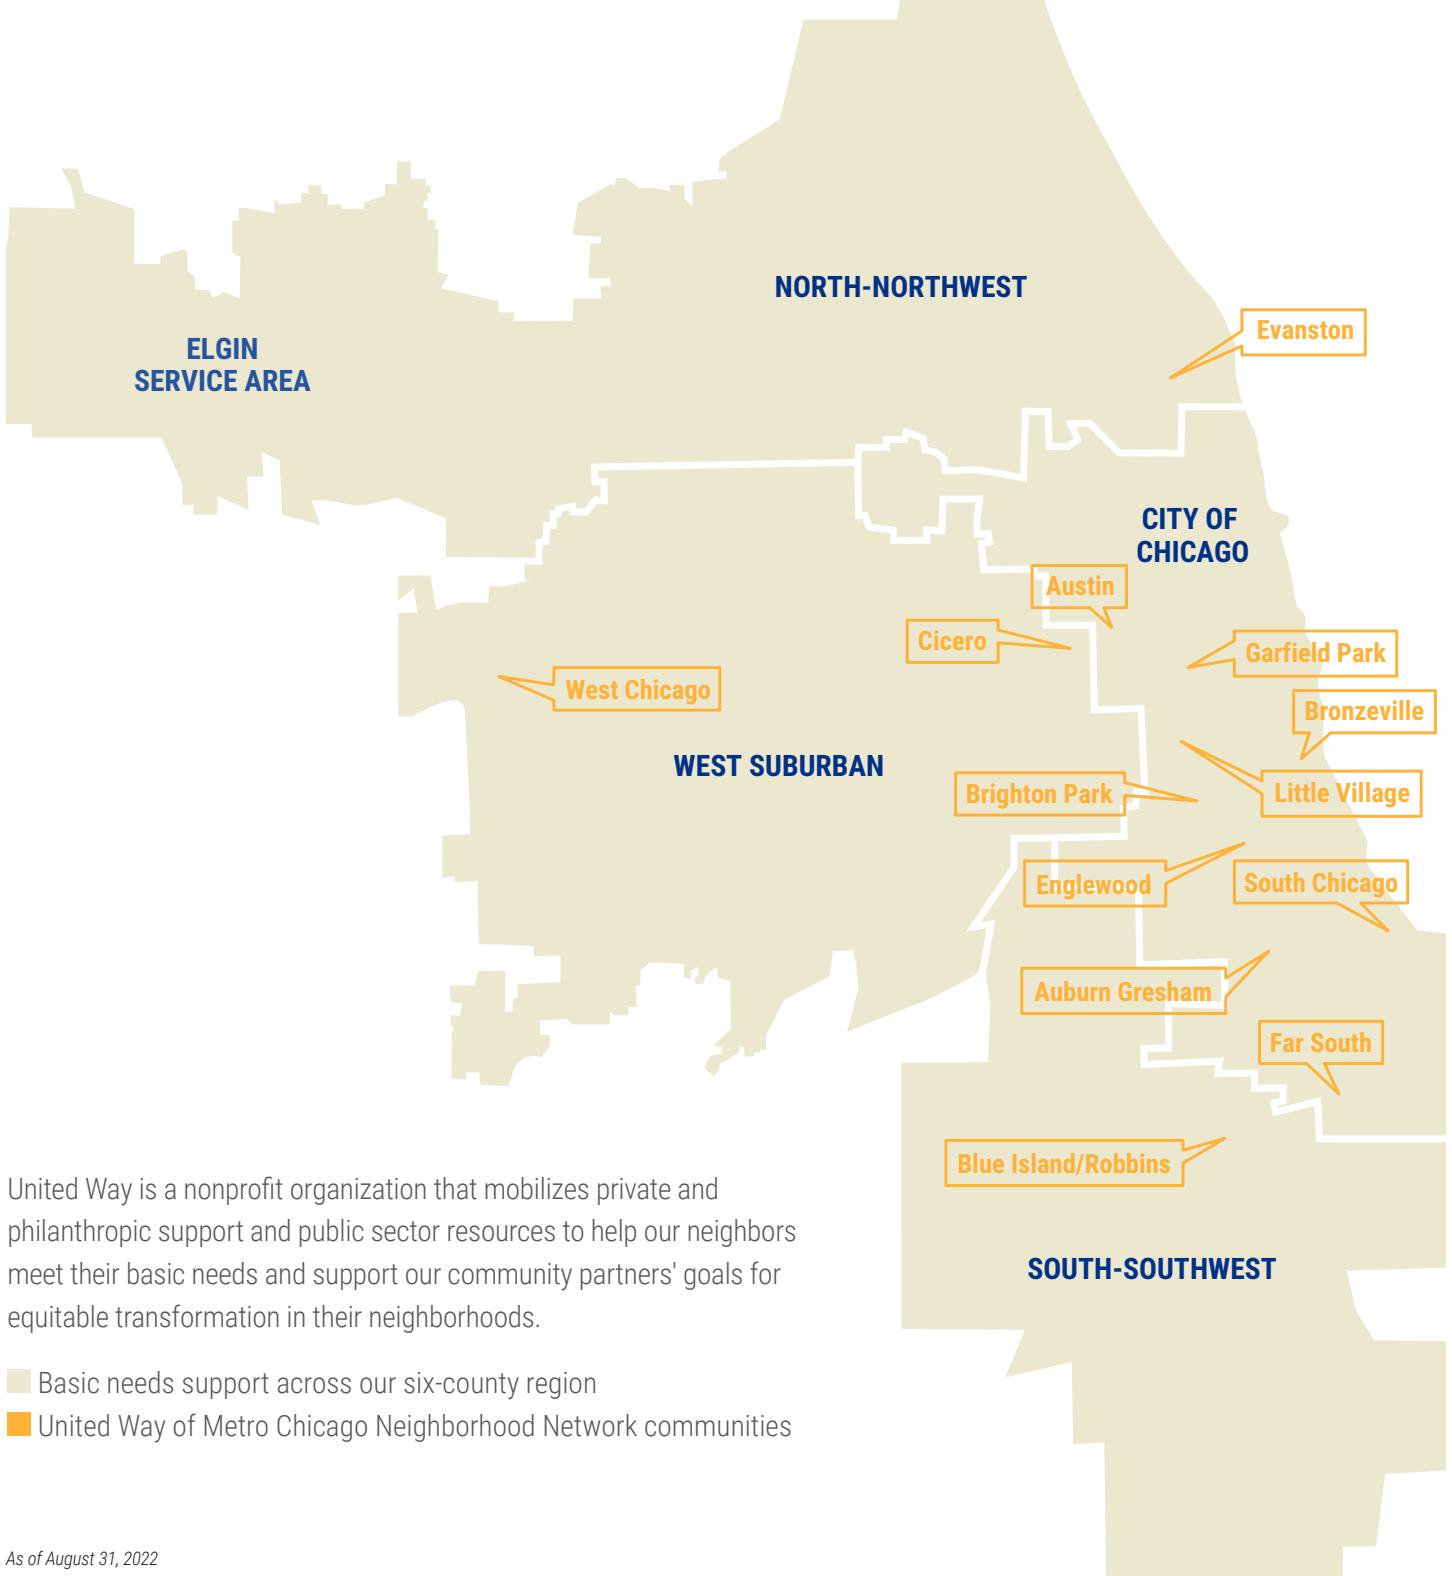 NORTH-NORTHWEST
Evanston
ELGIN
SERVICE AREA
CITY OF
CHICAGO
Austin
Cicero
Garfield Park
West Chicago
Bronzeville
WEST SUBURBAN
Brighton Park
Little Village
Englewood
South Chicago
Auburn Gresham
Far South
Blue Island/Robbins
SOUTH-SOUTHWEST
United Way is a nonprofit organization that mobilizes private and
philanthropic support and public sector resources to help our neighbors
meet their basic needs and support our community partners' goals for
equitable transformation in their neighborhoods.
Basic needs support across our six-county region
United Way of Metro Chicago Neighborhood Network communities
As of August 31, 2022